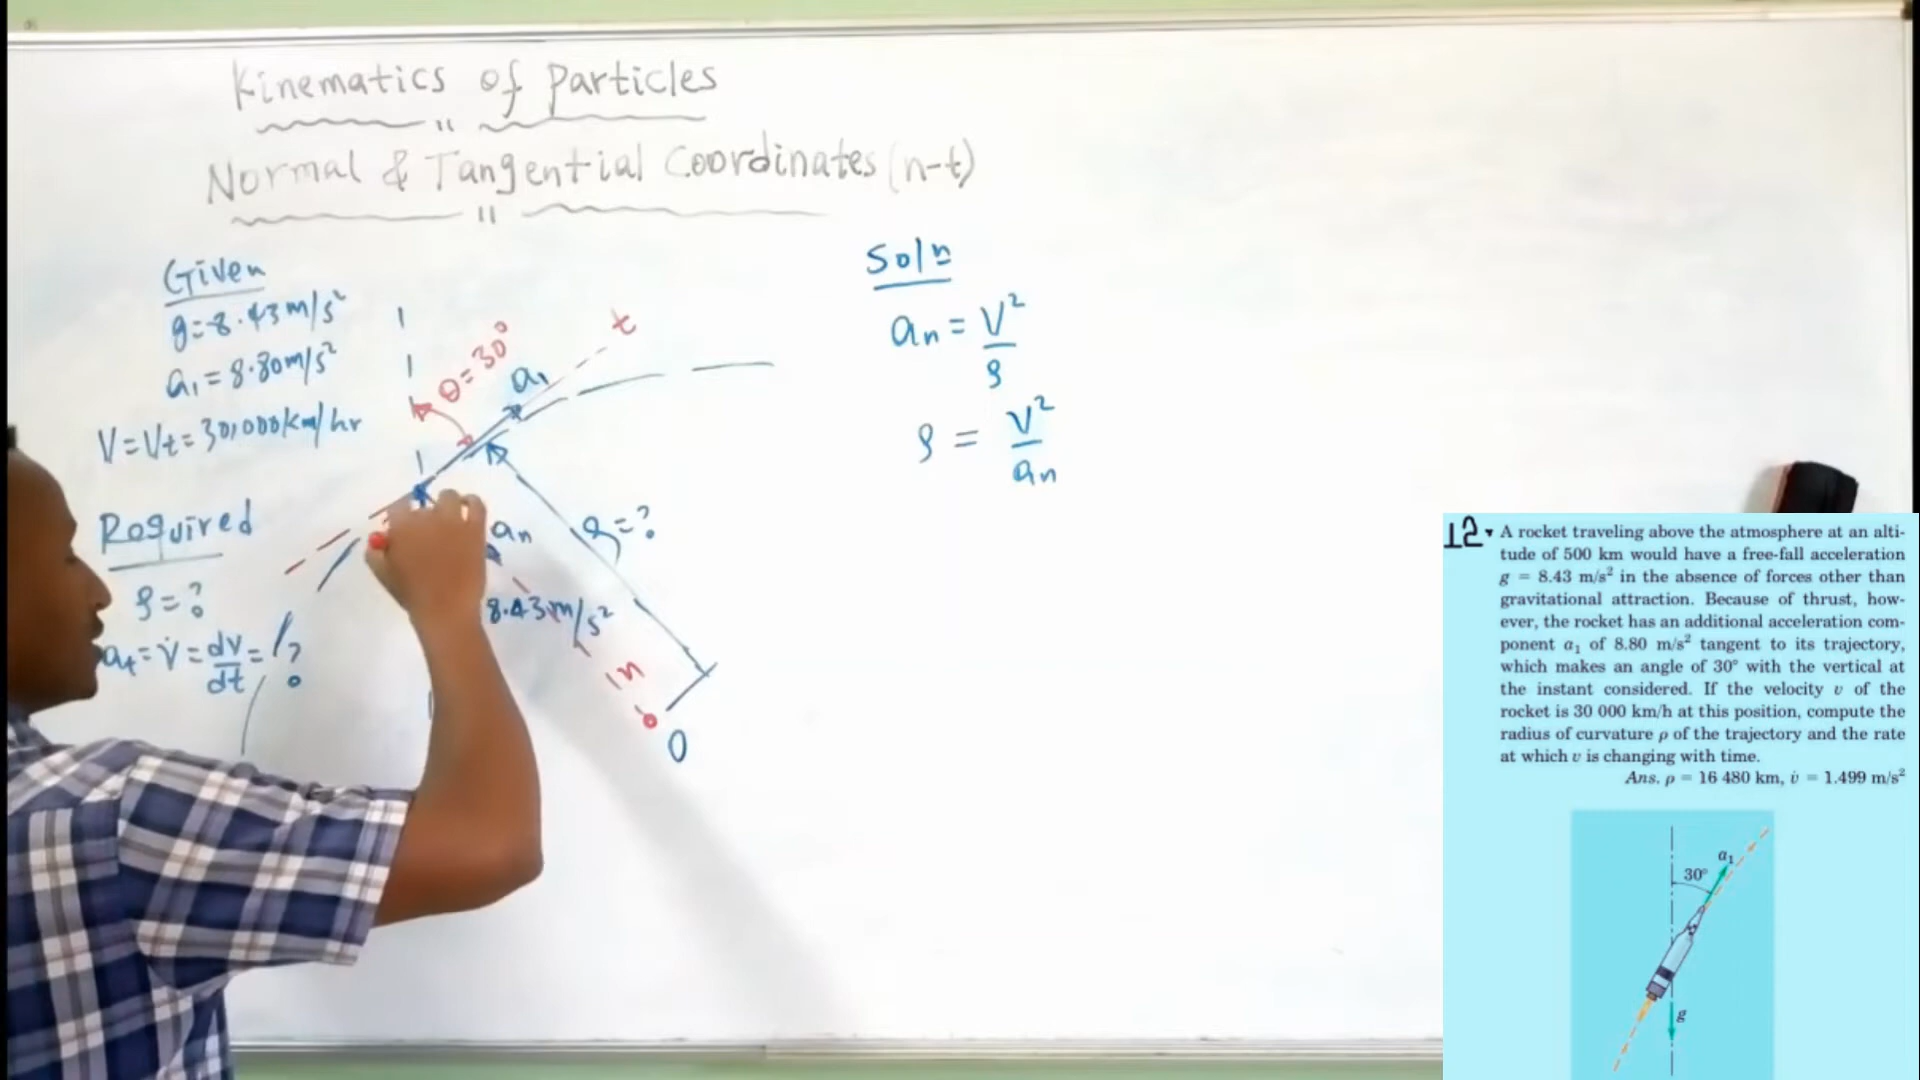 Kinematics of particles
Normal & Tangential Coordinates (n-t)
Given
g = 8.43 m/s²
a₁ = 8.80 m/s²
V = Vt = 30,000 km/hr
Required
ρ = ?
at = v̇ = dv/dt = ?
θ = 30°
t
a₁
an
ρ = ?
8.43 m/s²
n
O
Solⁿ
an = V²/ρ
ρ = V²/an
12. A rocket traveling above the atmosphere at an alti-
tude of 500 km would have a free-fall acceleration
g = 8.43 m/s² in the absence of forces other than
gravitational attraction. Because of thrust, how-
ever, the rocket has an additional acceleration com-
ponent a₁ of 8.80 m/s² tangent to its trajectory,
which makes an angle of 30° with the vertical at
the instant considered. If the velocity v of the
rocket is 30 000 km/h at this position, compute the
radius of curvature ρ of the trajectory and the rate
at which v is changing with time.
Ans. ρ = 16 480 km, v̇ = 1.499 m/s²
30°
a₁
g